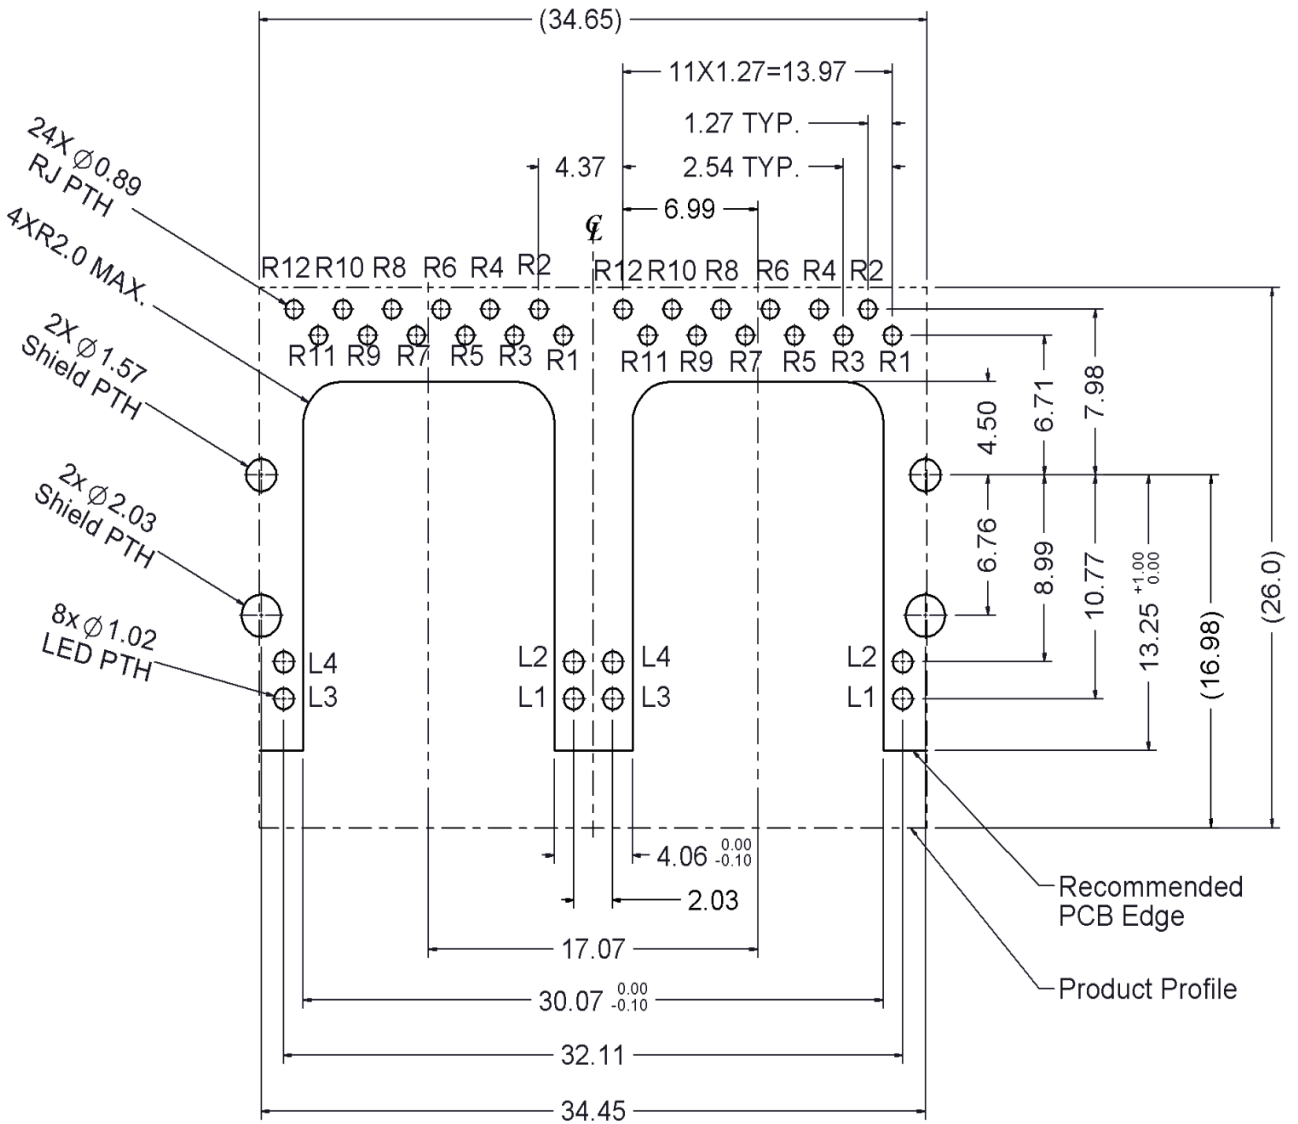 (34.65)
11X1.27=13.97
1.27 TYP.
4.37
2.54 TYP.
6.99
24X Ø0.89
RJ PTH
4XR2.0 MAX.
2X Ø1.57
Shield PTH
2x Ø2.03
Shield PTH
8x Ø1.02
LED PTH
℄
R12 R10 R8 R6 R4 R2 R12 R10 R8 R6 R4 R2
R11 R9 R7 R5 R3 R1 R11 R9 R7 R5 R3 R1
4.50
6.71
7.98
6.76
8.99
10.77
13.25 +1.00 0.00
(16.98)
(26.0)
L4 L2 L4 L2
L3 L1 L3 L1
4.06 0.00 -0.10
2.03
17.07
30.07 0.00 -0.10
32.11
34.45
Recommended
PCB Edge
Product Profile